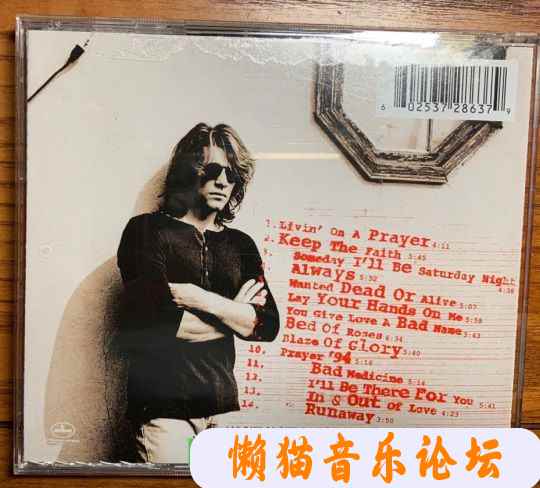 6 02537 28637 9
1. Livin' On A Prayer 4:11
2. Keep The Faith 5:45
Someday I'll Be Saturday Night 4:38
Always 5:52
Wanted Dead Or Alive 5:07
Lay Your Hands On Me 5:58
You Give Love A Bad Name 3:43
Bed Of Roses 6:34
Blaze Of Glory 5:40
10. Prayer '94 5:16
11. Bad Medicine 5:14
12. I'll Be There For You 5:41
13. In & Out Of Love 4:23
Runaway 3:50
懒猫音乐论坛